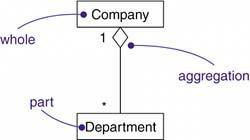 Company
whole
1
aggregation
part
*
Department